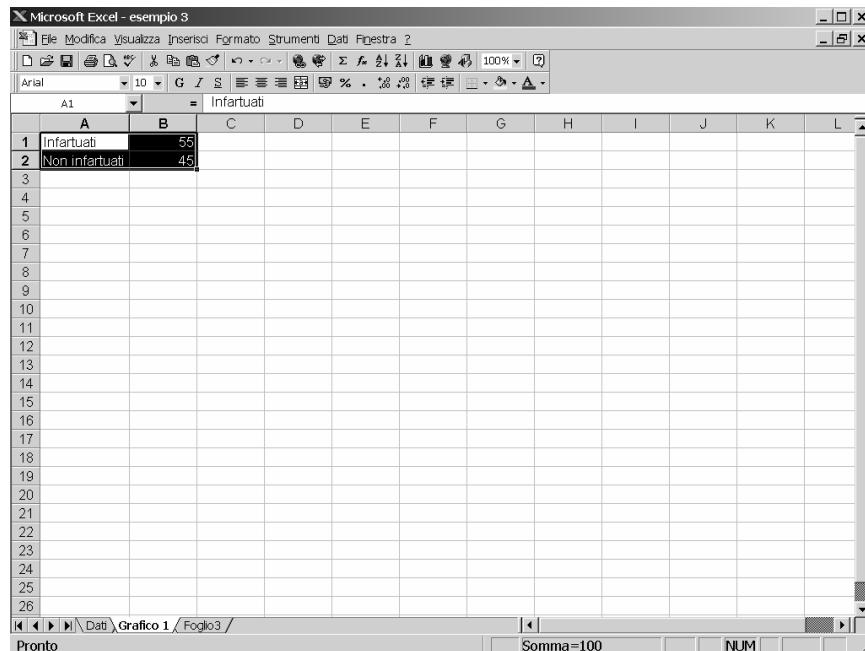 Microsoft Excel - esempio 3
File Modifica Visualizza Inserisci Formato Strumenti Dati Finestra ?
100%
Arial 10 G I S
A1 = Infartuati
A B C D E F G H I J K L
1 Infartuati 55
2 Non infartuati 45
3
4
5
6
7
8
9
10
11
12
13
14
15
16
17
18
19
20
21
22
23
24
25
26
Dati Grafico 1 Foglio3
Pronto Somma=100 NUM